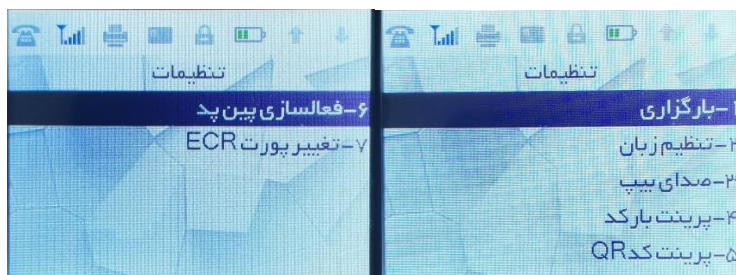 تنظیمات
۱-بارگزاری
۲-تنظیم زبان
۳-صدای بیپ
۴-پرینت بارکد
۵-پرینت کدQR
تنظیمات
۶-فعالسازی پین پد
۷-تغییر پورت ECR